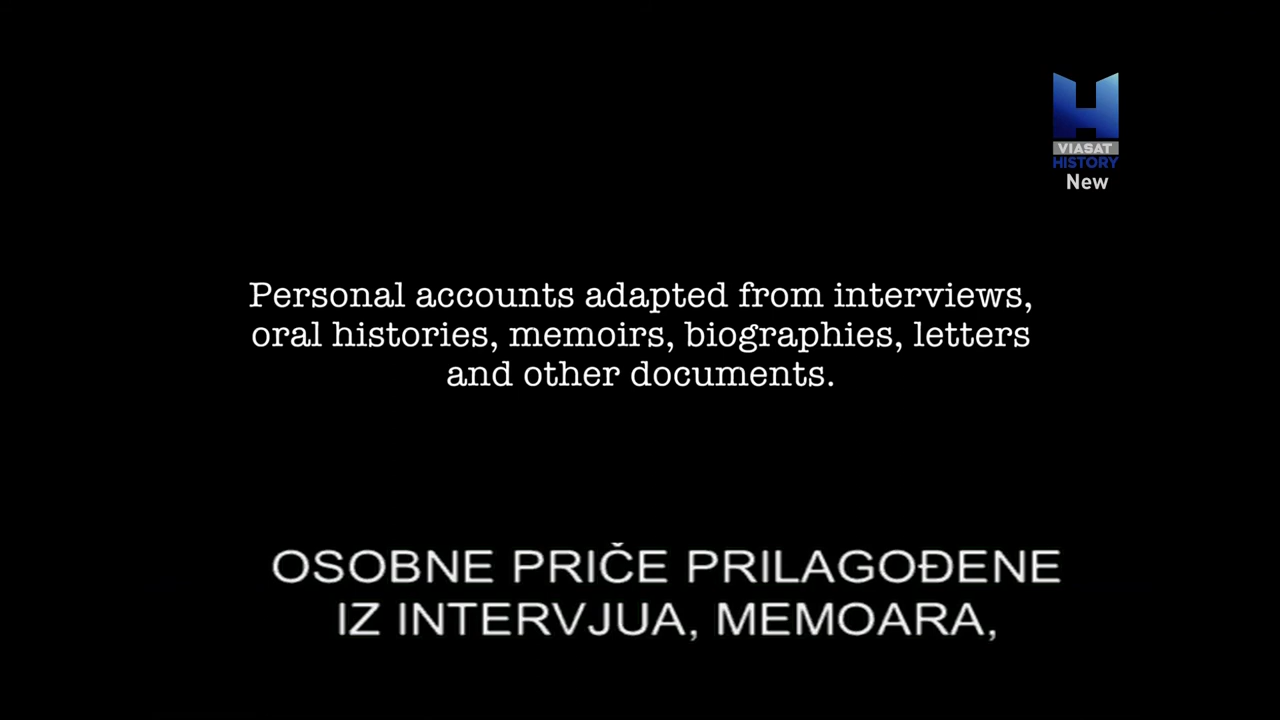 VIASAT
HISTORY
New
Personal accounts adapted from interviews,
oral histories, memoirs, biographies, letters
and other documents.
OSOBNE PRIČE PRILAGOĐENE
IZ INTERVJUA, MEMOARA,